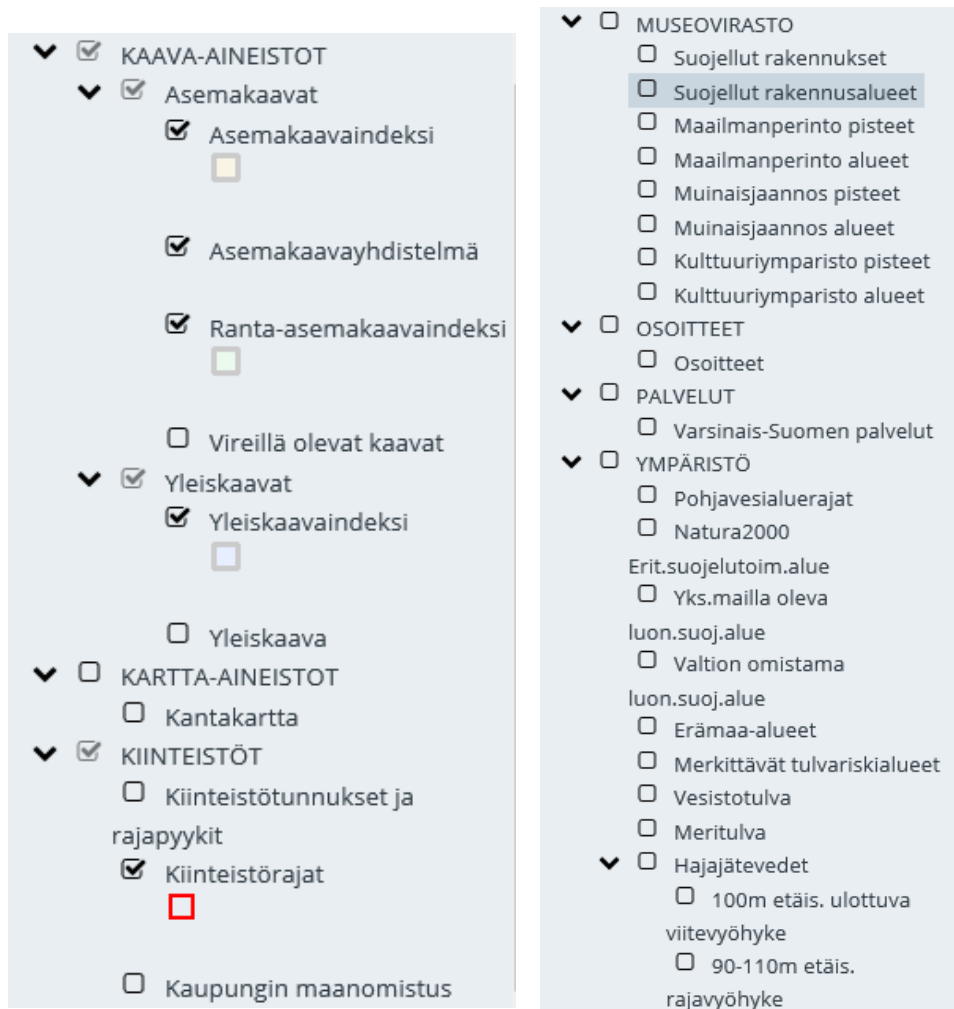 KAAVA-AINEISTOT
Asemakaavat
Asemakaavaindeksi
Asemakaavayhdistelmä
Ranta-asemakaavaindeksi
Vireillä olevat kaavat
Yleiskaavat
Yleiskaavaindeksi
Yleiskaava
KARTTA-AINEISTOT
Kantakartta
KIINTEISTÖT
Kiinteistötunnukset ja
rajapyykit
Kiinteistörajat
Kaupungin maanomistus
MUSEOVIRASTO
Suojellut rakennukset
Suojellut rakennusalueet
Maailmanperinto pisteet
Maailmanperinto alueet
Muinaisjaannos pisteet
Muinaisjaannos alueet
Kulttuuriymparisto pisteet
Kulttuuriymparisto alueet
OSOITTEET
Osoitteet
PALVELUT
Varsinais-Suomen palvelut
YMPÄRISTÖ
Pohjavesialuerajat
Natura2000
Erit.suojelutoim.alue
Yks.mailla oleva
luon.suoj.alue
Valtion omistama
luon.suoj.alue
Erämaa-alueet
Merkittävät tulvariskialueet
Vesistotulva
Meritulva
Hajajätevedet
100m etäis. ulottuva
viitevyöhyke
90-110m etäis.
rajavyöhyke